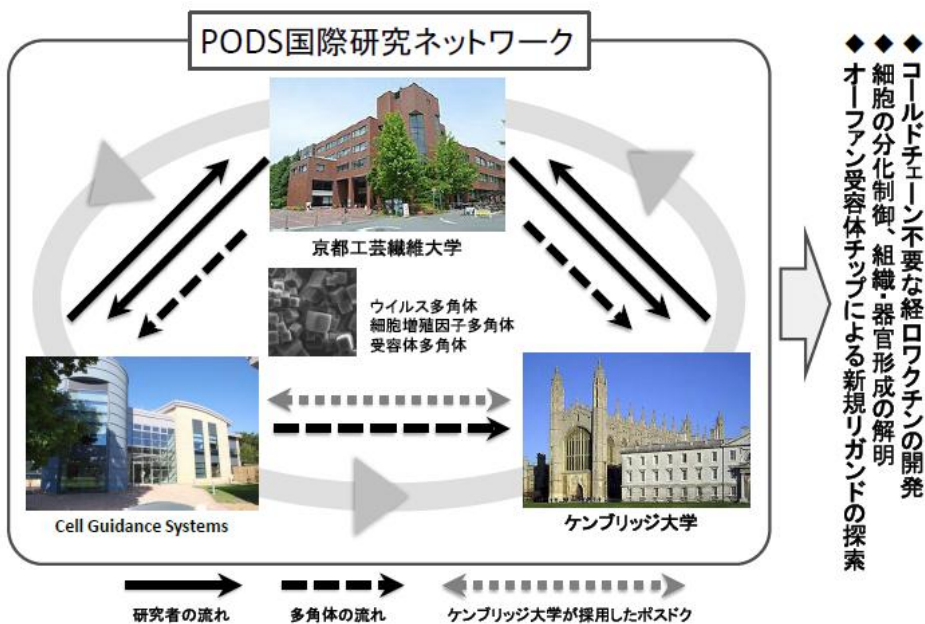 PODS国際研究ネットワーク
京都工芸繊維大学
ウイルス多角体
細胞増殖因子多角体
受容体多角体
Cell Guidance Systems
ケンブリッジ大学
研究者の流れ
多角体の流れ
ケンブリッジ大学が採用したポスドク
◆ コールドチェーン不要な経口ワクチンの開発
◆ 細胞の分化制御、組織・器官形成の解明
◆ オーファン受容体チップによる新規リガンドの探索